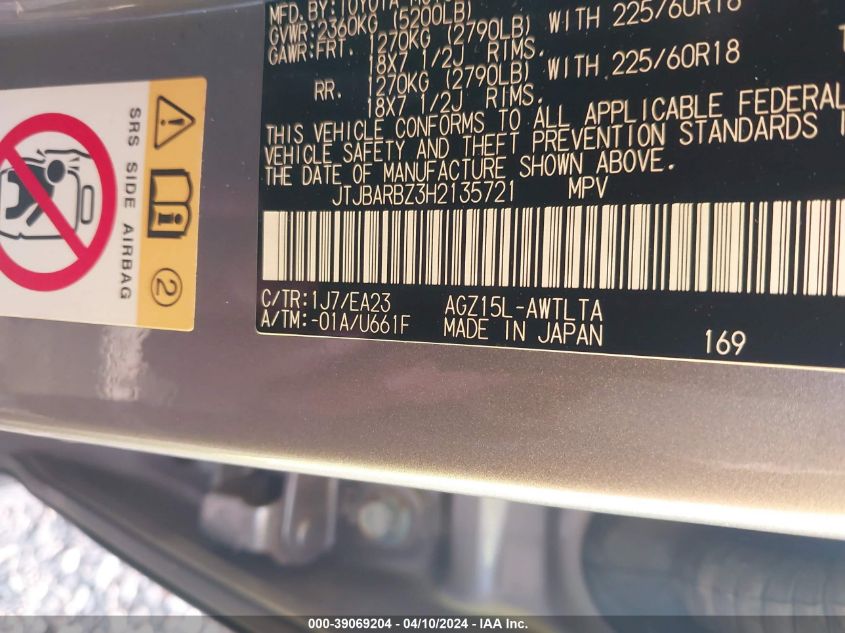 MFD.BY:TOYOTA
GVWR:2360KG (5200LB)
GAWR:FRT. 1270KG (2790LB) WITH 225/60R18
18X7 1/2J RIMS.
RR. 1270KG (2790LB) WITH 225/60R18
18X7 1/2J RIMS.
THIS VEHICLE CONFORMS TO ALL APPLICABLE FEDERAL
VEHICLE SAFETY AND THEFT PREVENTION STANDARDS
THE DATE OF MANUFACTURE SHOWN ABOVE.
JTJBARBZ3H2135721 MPV
C/TR:1J7/EA23 AGZ15L-AWTLTA
A/TM:-01A/U661F MADE IN JAPAN 169
SRS SIDE AIRBAG
2
000-39069204 - 04/10/2024 - IAA Inc.